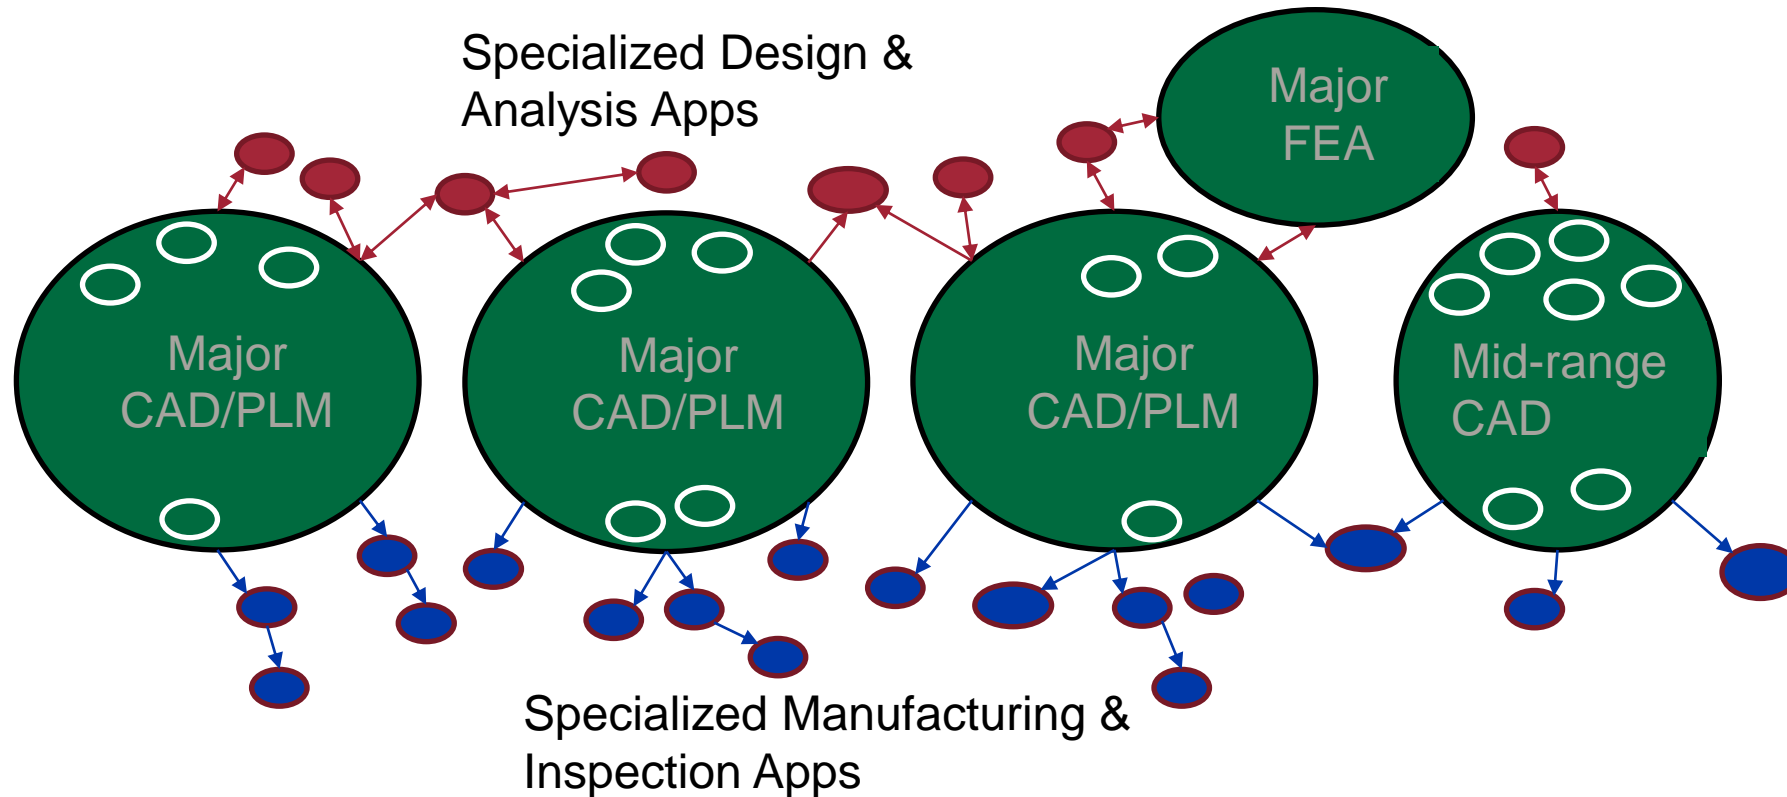 Specialized Design &
Analysis Apps
Major
FEA
Major
CAD/PLM
Major
CAD/PLM
Major
CAD/PLM
Mid-range
CAD
Specialized Manufacturing &
Inspection Apps